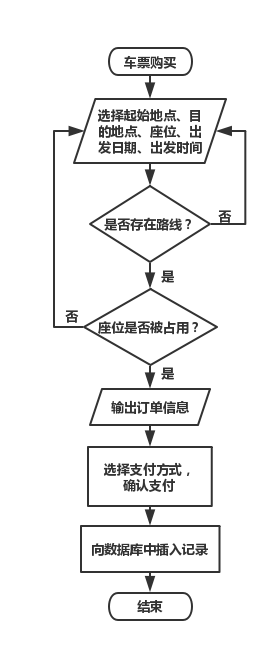 车票购买
选择起始地点、目
的地点、座位、出
发日期、出发时间
是否存在路线？
否
是
座位是否被占用？
否
是
输出订单信息
选择支付方式，
确认支付
向数据库中插入记录
结束